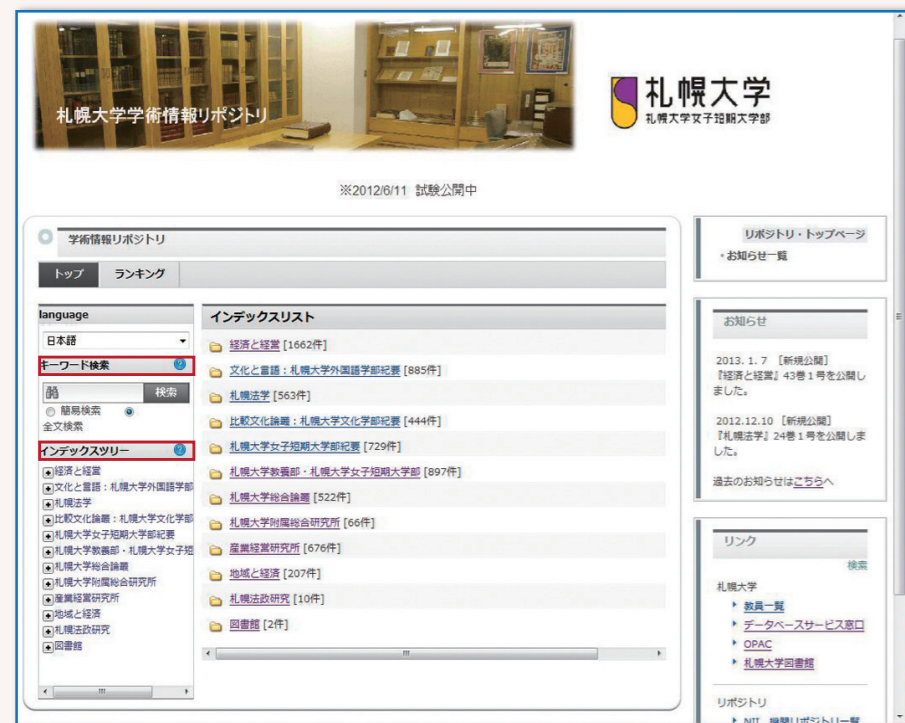 札幌大学学術情報リポジトリ
札幌大学
札幌大学女子短期大学部
※2012/6/11 試験公開中
学術情報リポジトリ
トップ ランキング
language
日本語
キーワード検索
検索
簡易検索
全文検索
インデックスツリー
経済と経営
文化と言語：札幌大学外国語学部
札幌法学
比較文化論叢：札幌大学文化学部
札幌大学女子短期大学部紀要
札幌大学教養部・札幌大学女子短
札幌大学総合論叢
札幌大学附属総合研究所
産業経営研究所
地域と経済
札幌法政研究
図書館
インデックスリスト
経済と経営 [1662件]
文化と言語：札幌大学外国語学部紀要 [885件]
札幌法学 [563件]
比較文化論叢：札幌大学文化学部紀要 [444件]
札幌大学女子短期大学部紀要 [729件]
札幌大学教養部・札幌大学女子短期大学部 [897件]
札幌大学総合論叢 [522件]
札幌大学附属総合研究所 [66件]
産業経営研究所 [676件]
地域と経済 [207件]
札幌法政研究 [10件]
図書館 [2件]
リポジトリ・トップページ
・お知らせ一覧
お知らせ
2013. 1. 7 ［新規公開］
『経済と経営』43巻１号を公開し
ました。
2012.12.10 ［新規公開］
『札幌法学』24巻１号を公開しま
した。
過去のお知らせはこちらへ
リンク
検索
札幌大学
教員一覧
データベースサービス窓口
OPAC
札幌大学図書館
リポジトリ
NII 機関リポジトリ一覧